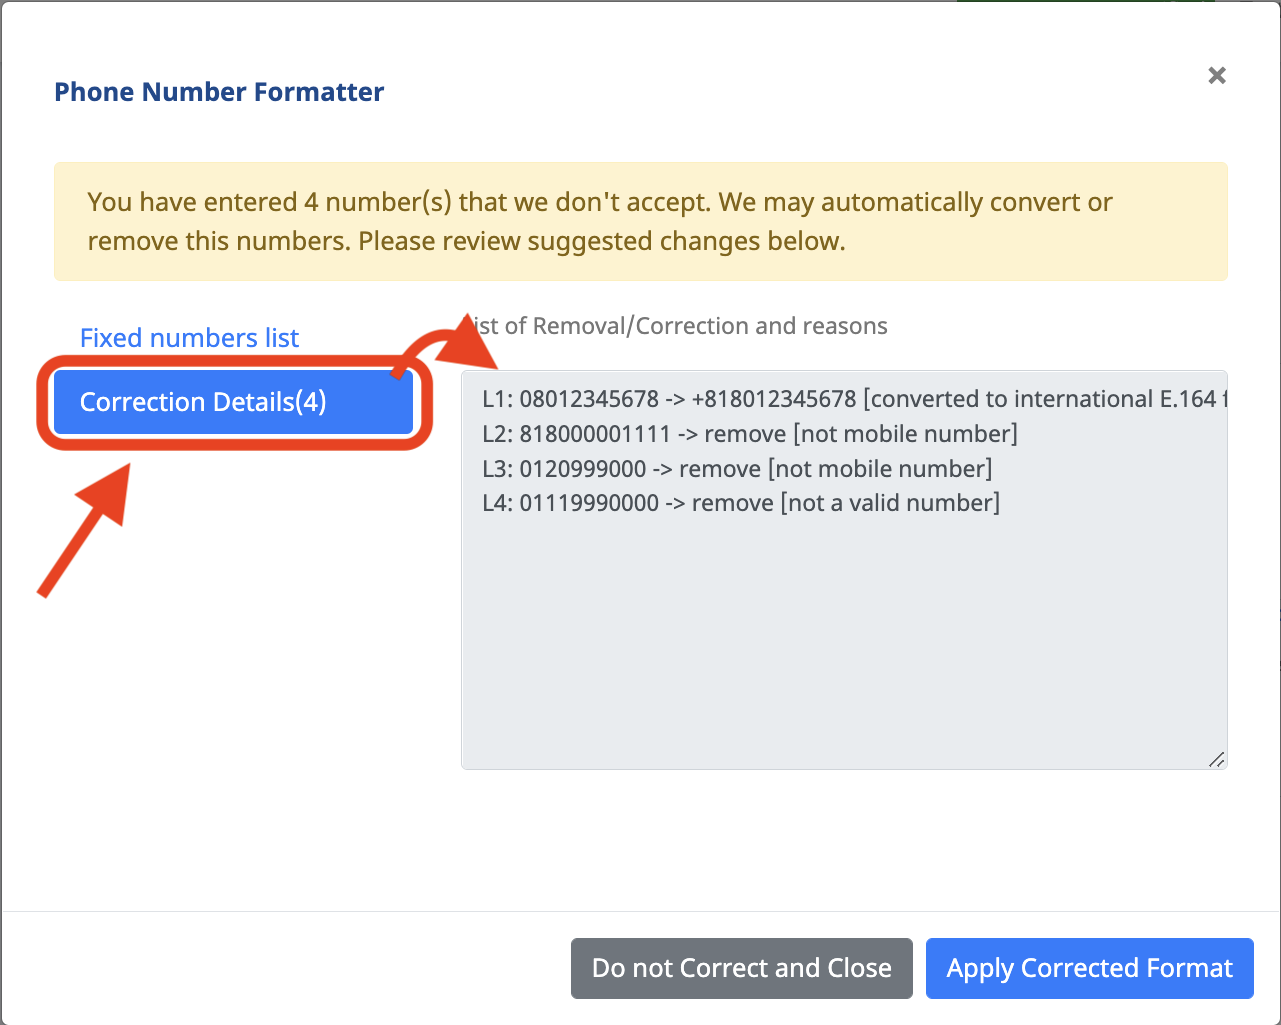 ×
Phone Number Formatter
You have entered 4 number(s) that we don't accept. We may automatically convert or
remove this numbers. Please review suggested changes below.
Fixed numbers list
Correction Details(4)
of Removal/Correction and reasons
L1: 08012345678 -> +818012345678 [converted to international E.164
L2: 818000001111 -> remove [not mobile number]
L3: 0120999000 -> remove [not mobile number]
L4: 01119990000 -> remove [not a valid number]
Do not Correct and Close
Apply Corrected Format